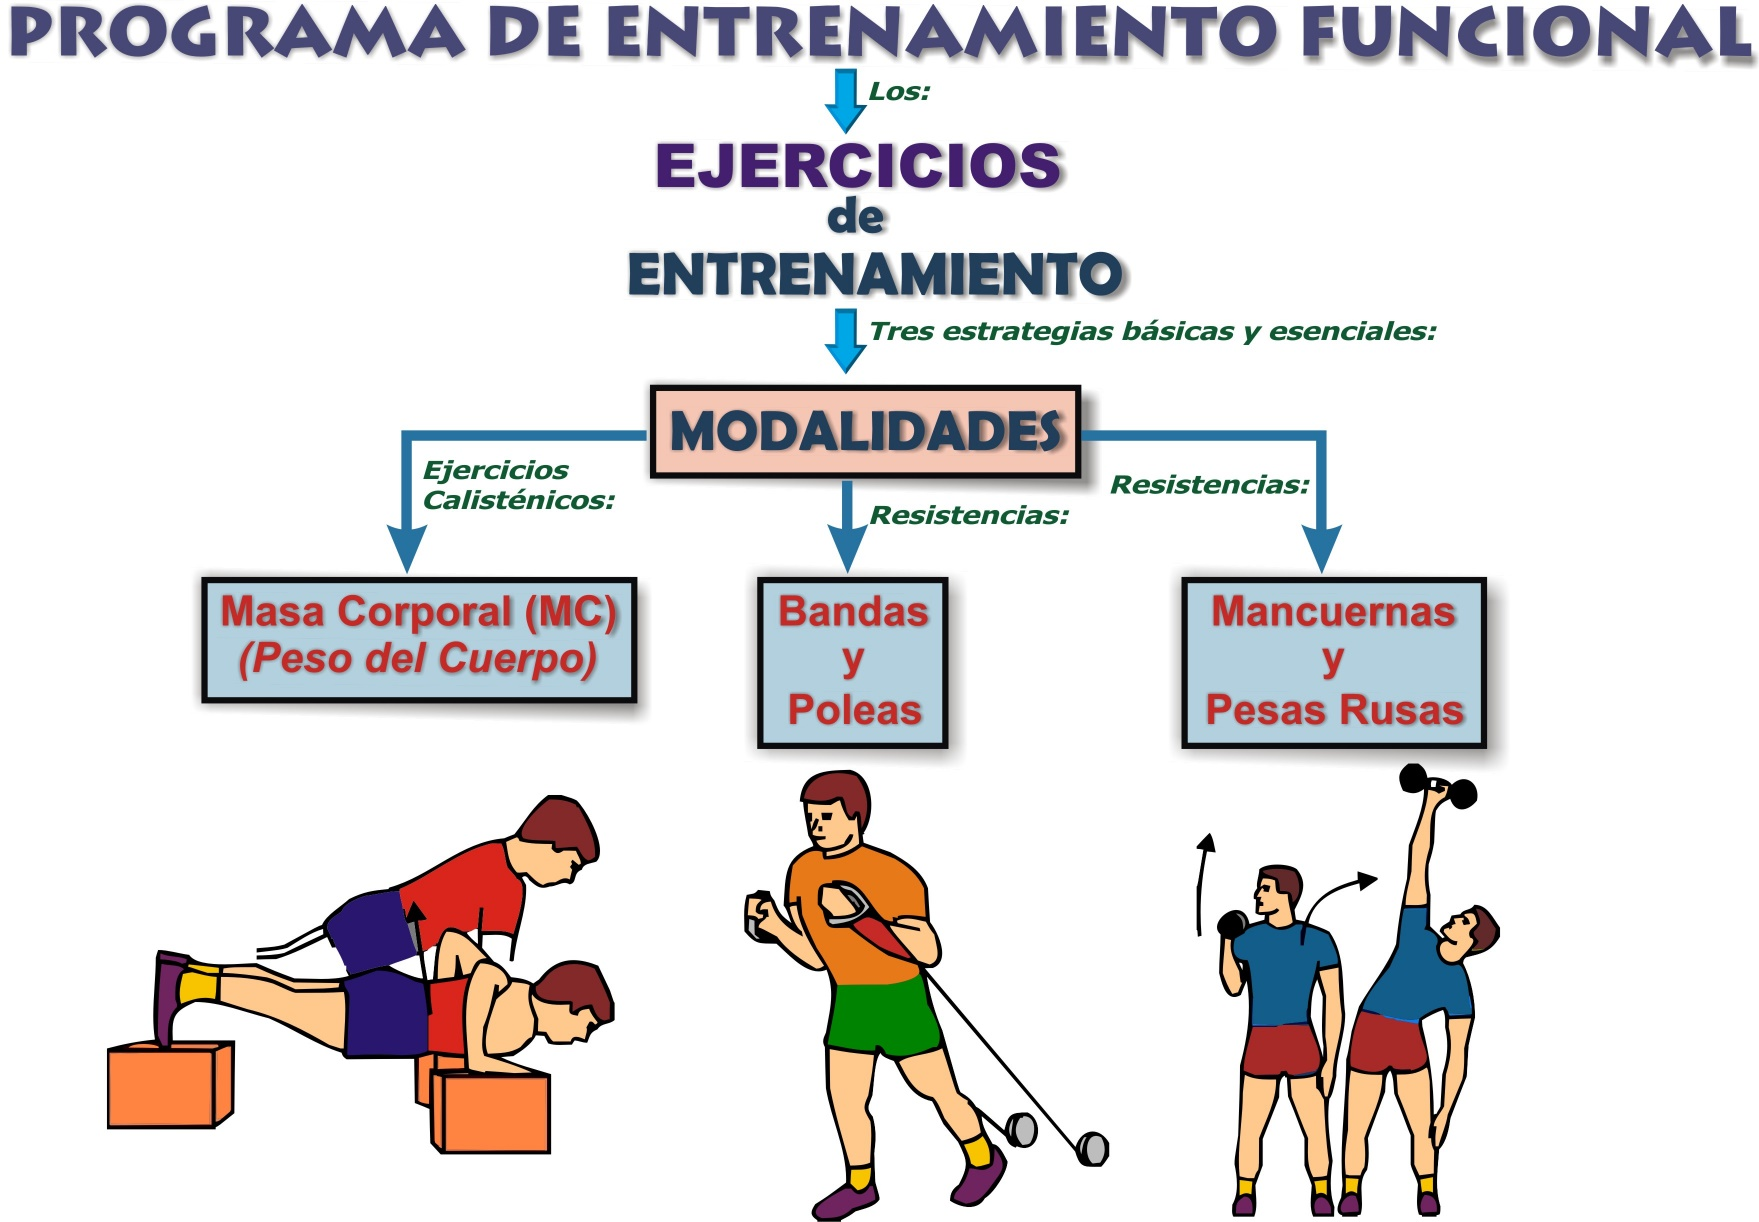 PROGRAMA DE ENTRENAMIENTO FUNCIONAL
Los:
EJERCICIOS
de
ENTRENAMIENTO
Tres estrategias básicas y esenciales:
MODALIDADES
Ejercicios
Calisténicos:
Resistencias:
Resistencias:
Masa Corporal (MC)
(Peso del Cuerpo)
Bandas
y
Poleas
Mancuernas
y
Pesas Rusas